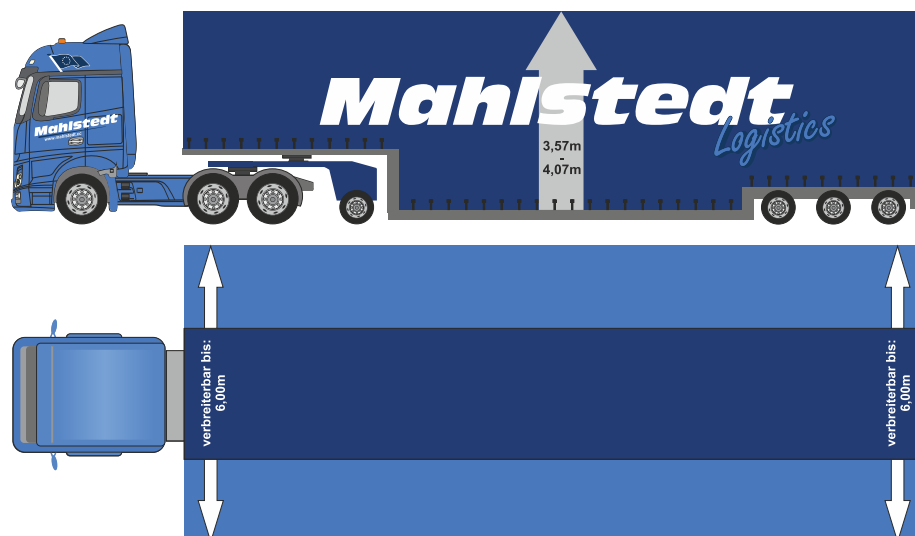 Mahlstedt
Logistics
Mahlstedt
3,57m
-
4,07m
verbreiterbar bis:
6,00m
verbreiterbar bis:
6,00m